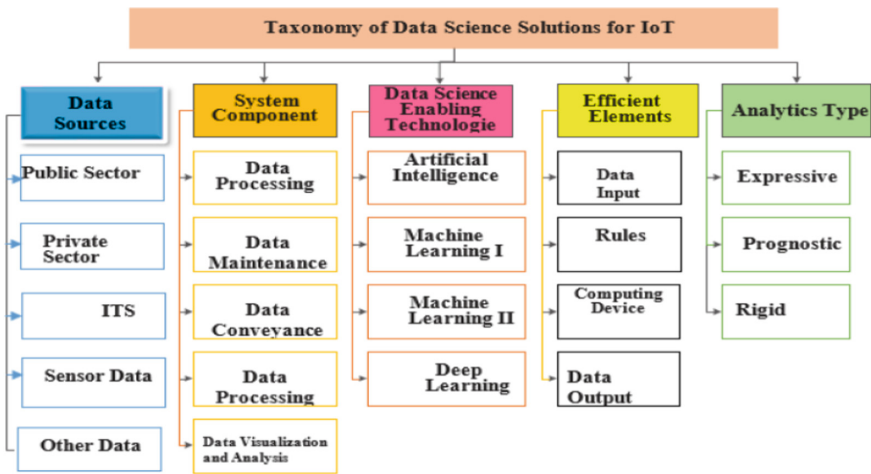 Taxonomy of Data Science Solutions for IoT
Data
Sources
Public Sector
Private
Sector
ITS
Sensor Data
Other Data
System
Component
Data
Processing
Data
Maintenance
Data
Conveyance
Data
Processing
Data Visualization
and Analysis
Data Science
Enabling
Technologie
Artificial
Intelligence
Machine
Learning I
Machine
Learning II
Deep
Learning
Efficient
Elements
Data
Input
Rules
Computing
Device
Data
Output
Analytics Type
Expressive
Prognostic
Rigid